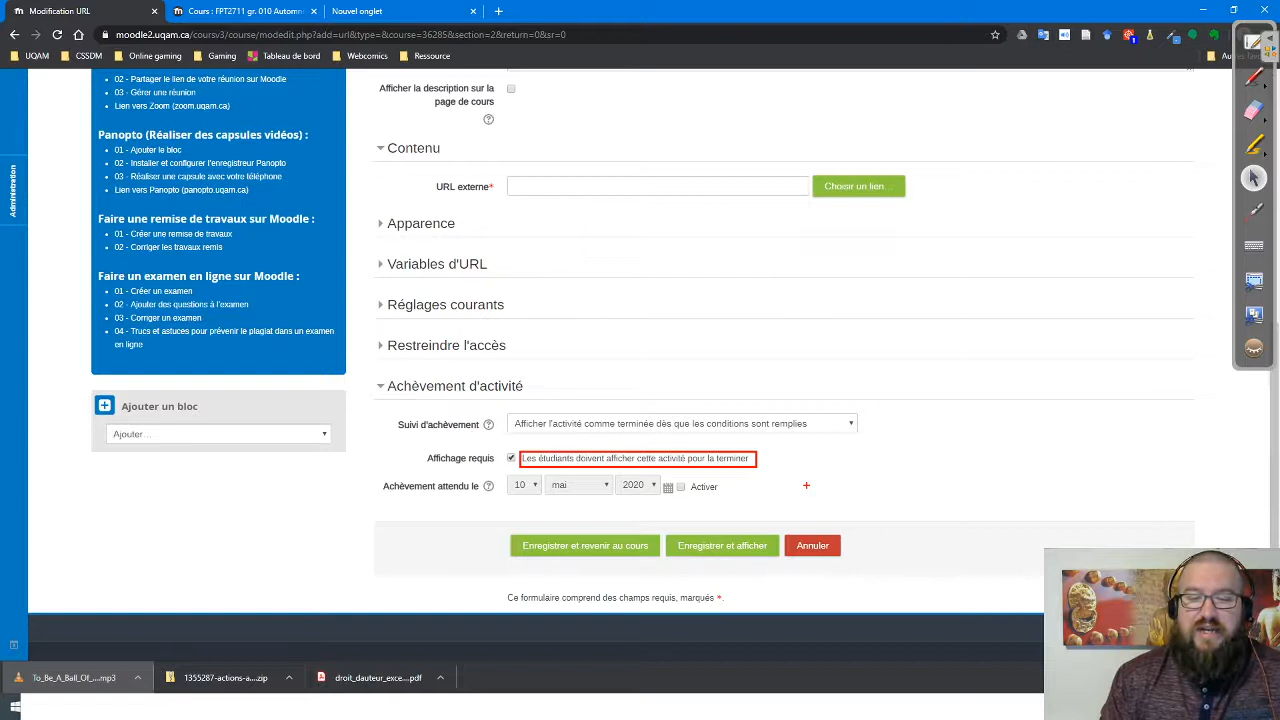 Modification URL
Cours : FPT2711 gr. 010 Automn
Nouvel onglet
moodle2.uqam.ca/coursv3/course/modedit.php?add=url&type=&course=36285&section=2&return=0&sr=0
UQAM
CSSDM
Online gaming
Gaming
Tableau de bord
Webcomics
Ressource
Autres favoris
Administration
02 - Partager le lien de votre réunion sur Moodle
03 - Gérer une réunion
Lien vers Zoom (zoom.uqam.ca)
Panopto (Réaliser des capsules vidéos) :
01 - Ajouter le bloc
02 - Installer et configurer l'enregistreur Panopto
03 - Réaliser une capsule avec votre téléphone
Lien vers Panopto (panopto.uqam.ca)
Faire une remise de travaux sur Moodle :
01 - Créer une remise de travaux
02 - Corriger les travaux remis
Faire un examen en ligne sur Moodle :
01 - Créer un examen
02 - Ajouter des questions à l'examen
03 - Corriger un examen
04 - Trucs et astuces pour prévenir le plagiat dans un examen
en ligne
Ajouter un bloc
Ajouter...
Afficher la description sur la
page de cours
Contenu
URL externe*
Choisir un lien...
Apparence
Variables d'URL
Réglages courants
Restreindre l'accès
Achèvement d'activité
Suivi d'achèvement
Afficher l'activité comme terminée dès que les conditions sont remplies
Affichage requis
Les étudiants doivent afficher cette activité pour la terminer
Achèvement attendu le
10 mai 2020 Activer
Enregistrer et revenir au cours
Enregistrer et afficher
Annuler
Ce formulaire comprend des champs requis, marqués *.
To_Be_A_Ball_Of_....mp3
1355287-actions-a....zip
droit_dauteur_exce....pdf